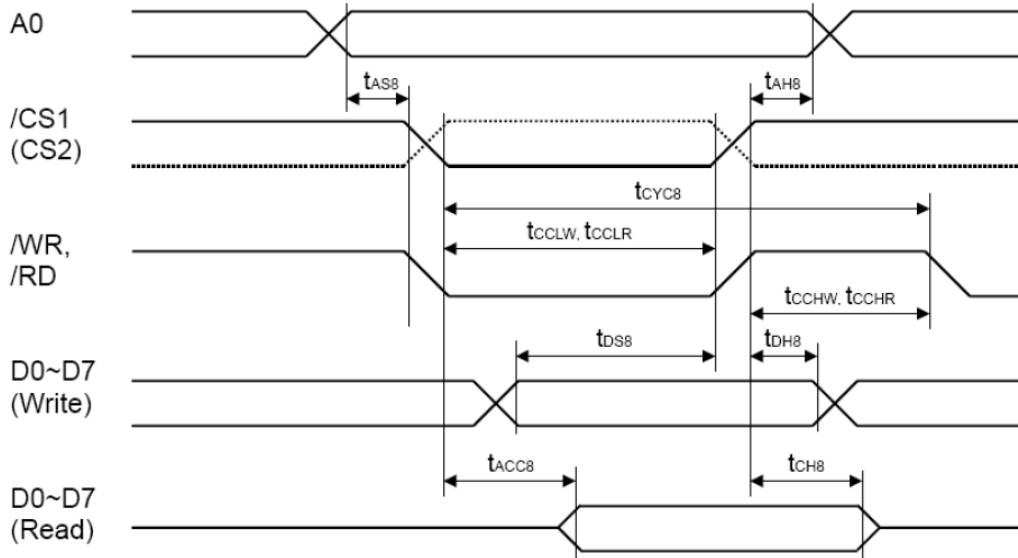 A0
tAS8
tAH8
/CS1
(CS2)
tCYC8
tCCLW, tCCLR
/WR,
/RD
tCCHW, tCCHR
tDS8
tDH8
D0~D7
(Write)
tACC8
tCH8
D0~D7
(Read)